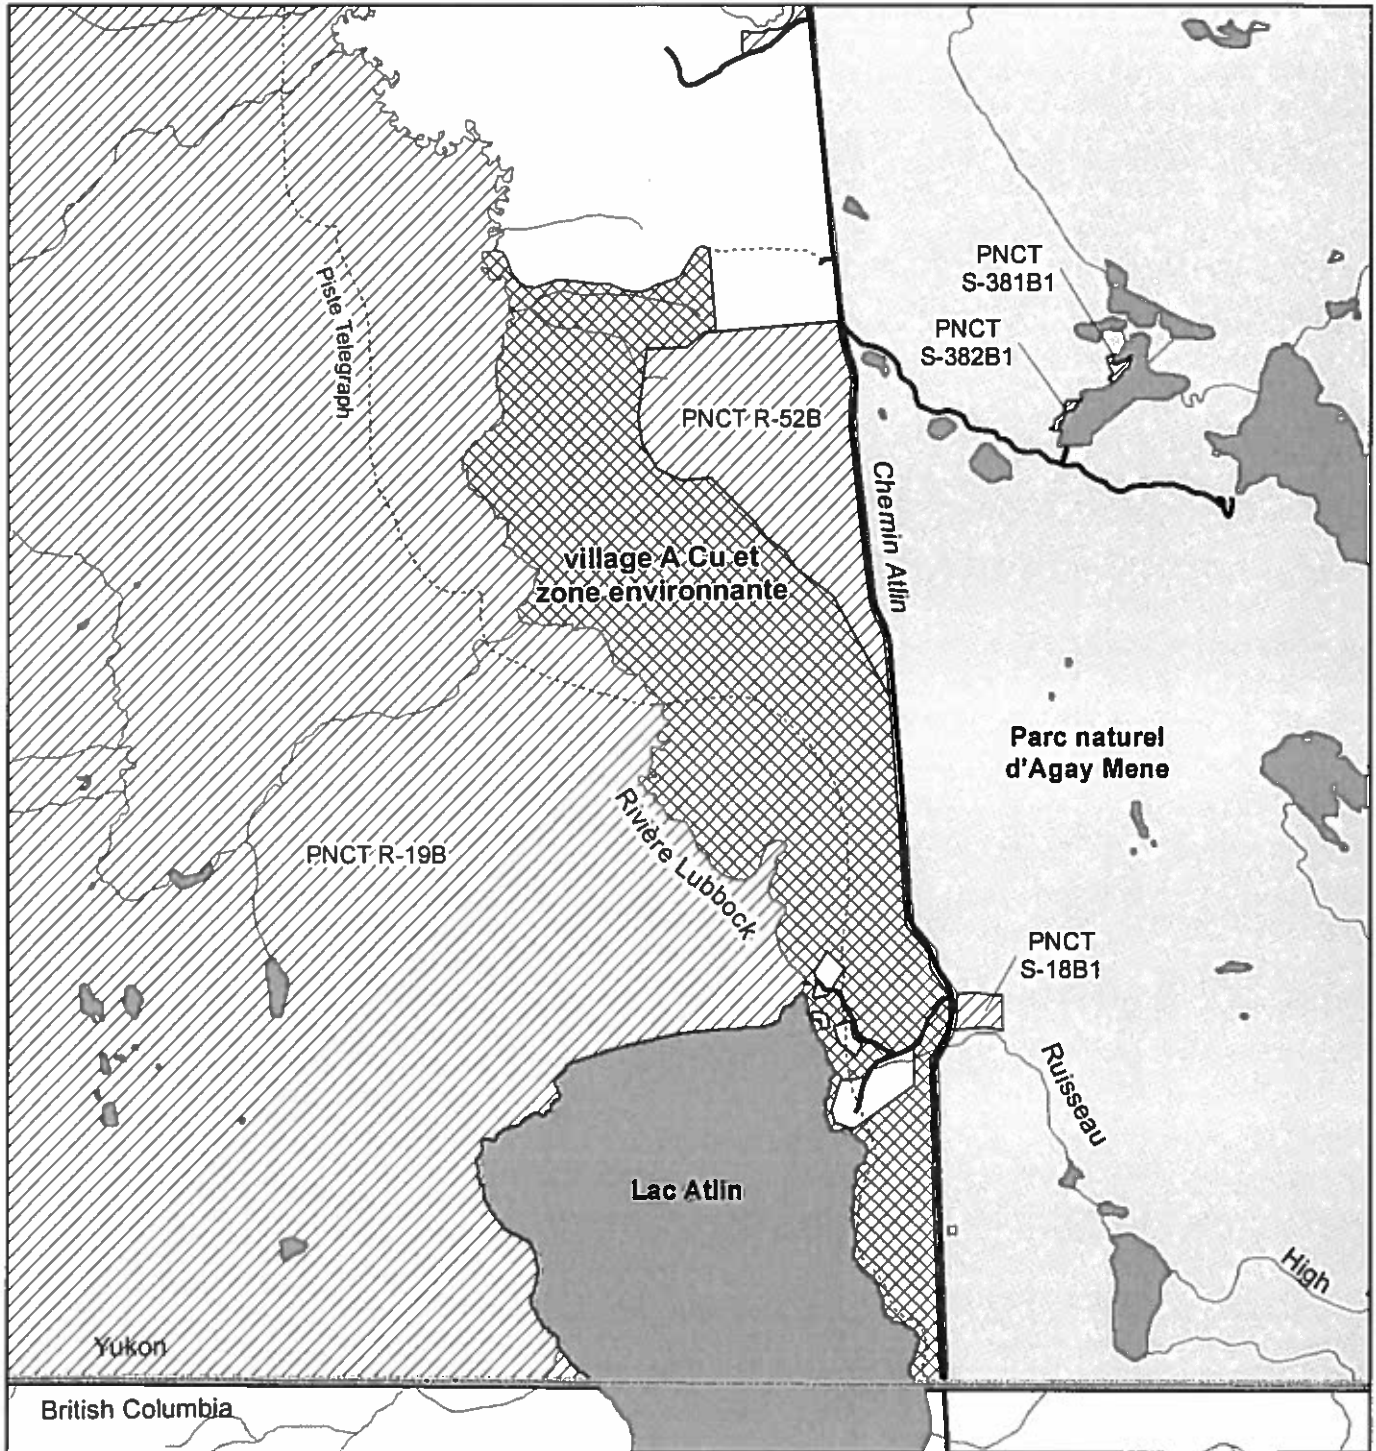 PNCT
S-381B1
PNCT
S-382B1
Piste Telegraph
PNCT R-52B
Chemin Atlin
village A Cu et
zone environnante
Parc naturel
d'Agay Mene
Rivière Lubbock
PNCT R-19B
PNCT
S-18B1
Ruisseau
High
Lac Atlin
Yukon
British Columbia